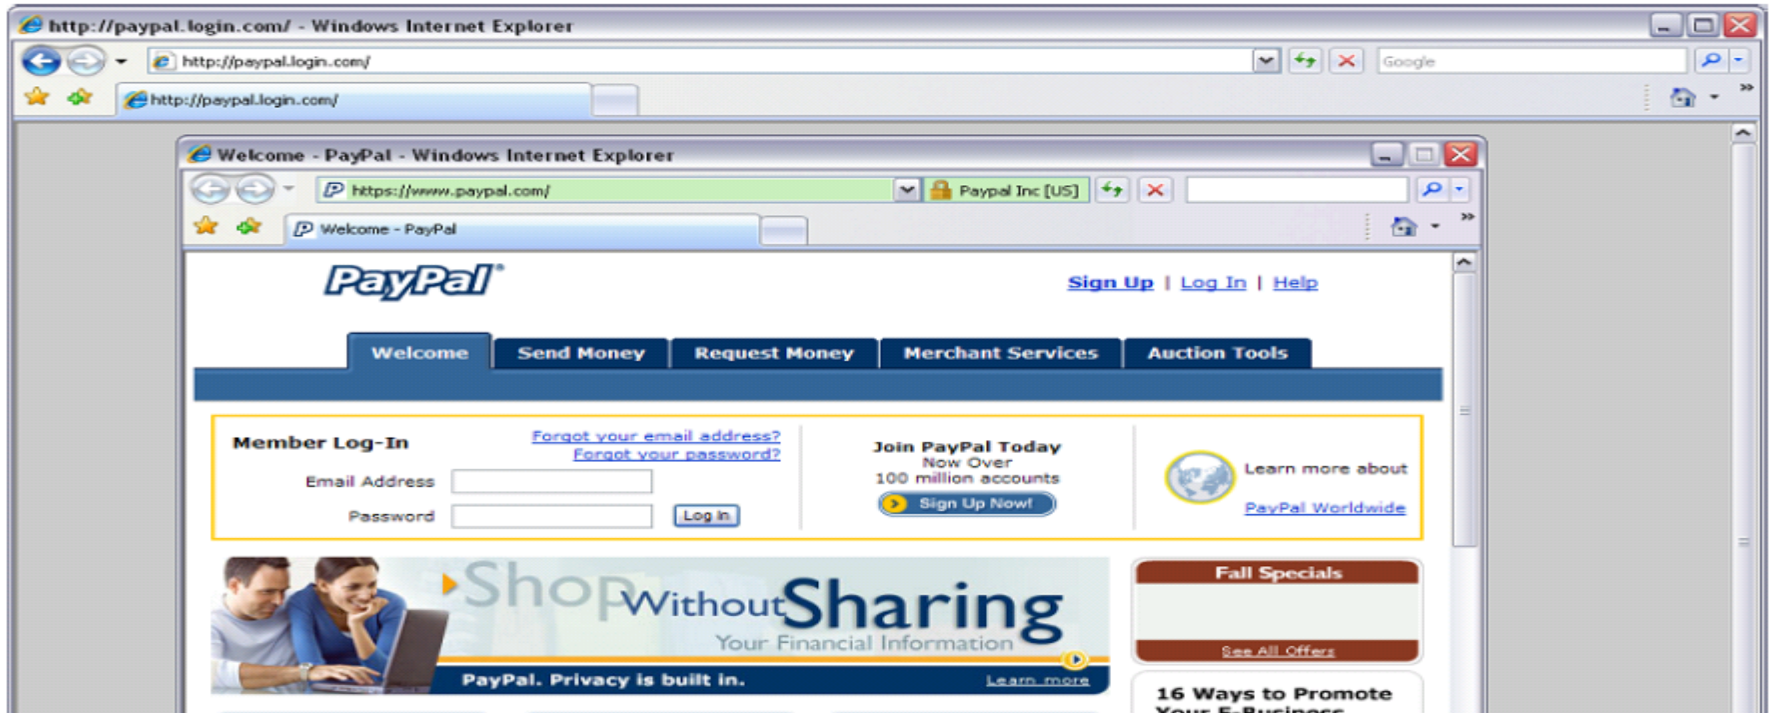 http://paypal.login.com/ - Windows Internet Explorer
http://paypal.login.com/
Google
http://paypal.login.com/
Welcome - PayPal - Windows Internet Explorer
https://www.paypal.com/
Paypal Inc [US]
Welcome - PayPal
PayPal®
Sign Up | Log In | Help
Welcome
Send Money
Request Money
Merchant Services
Auction Tools
Member Log-In
Forgot your email address?
Forgot your password?
Email Address
Password
Log In
Join PayPal Today
Now Over
100 million accounts
Sign Up Now!
Learn more about
PayPal Worldwide
Shop Without Sharing
Your Financial Information
PayPal. Privacy is built in.
Learn more
Fall Specials
See All Offers
16 Ways to Promote
Your E-Business